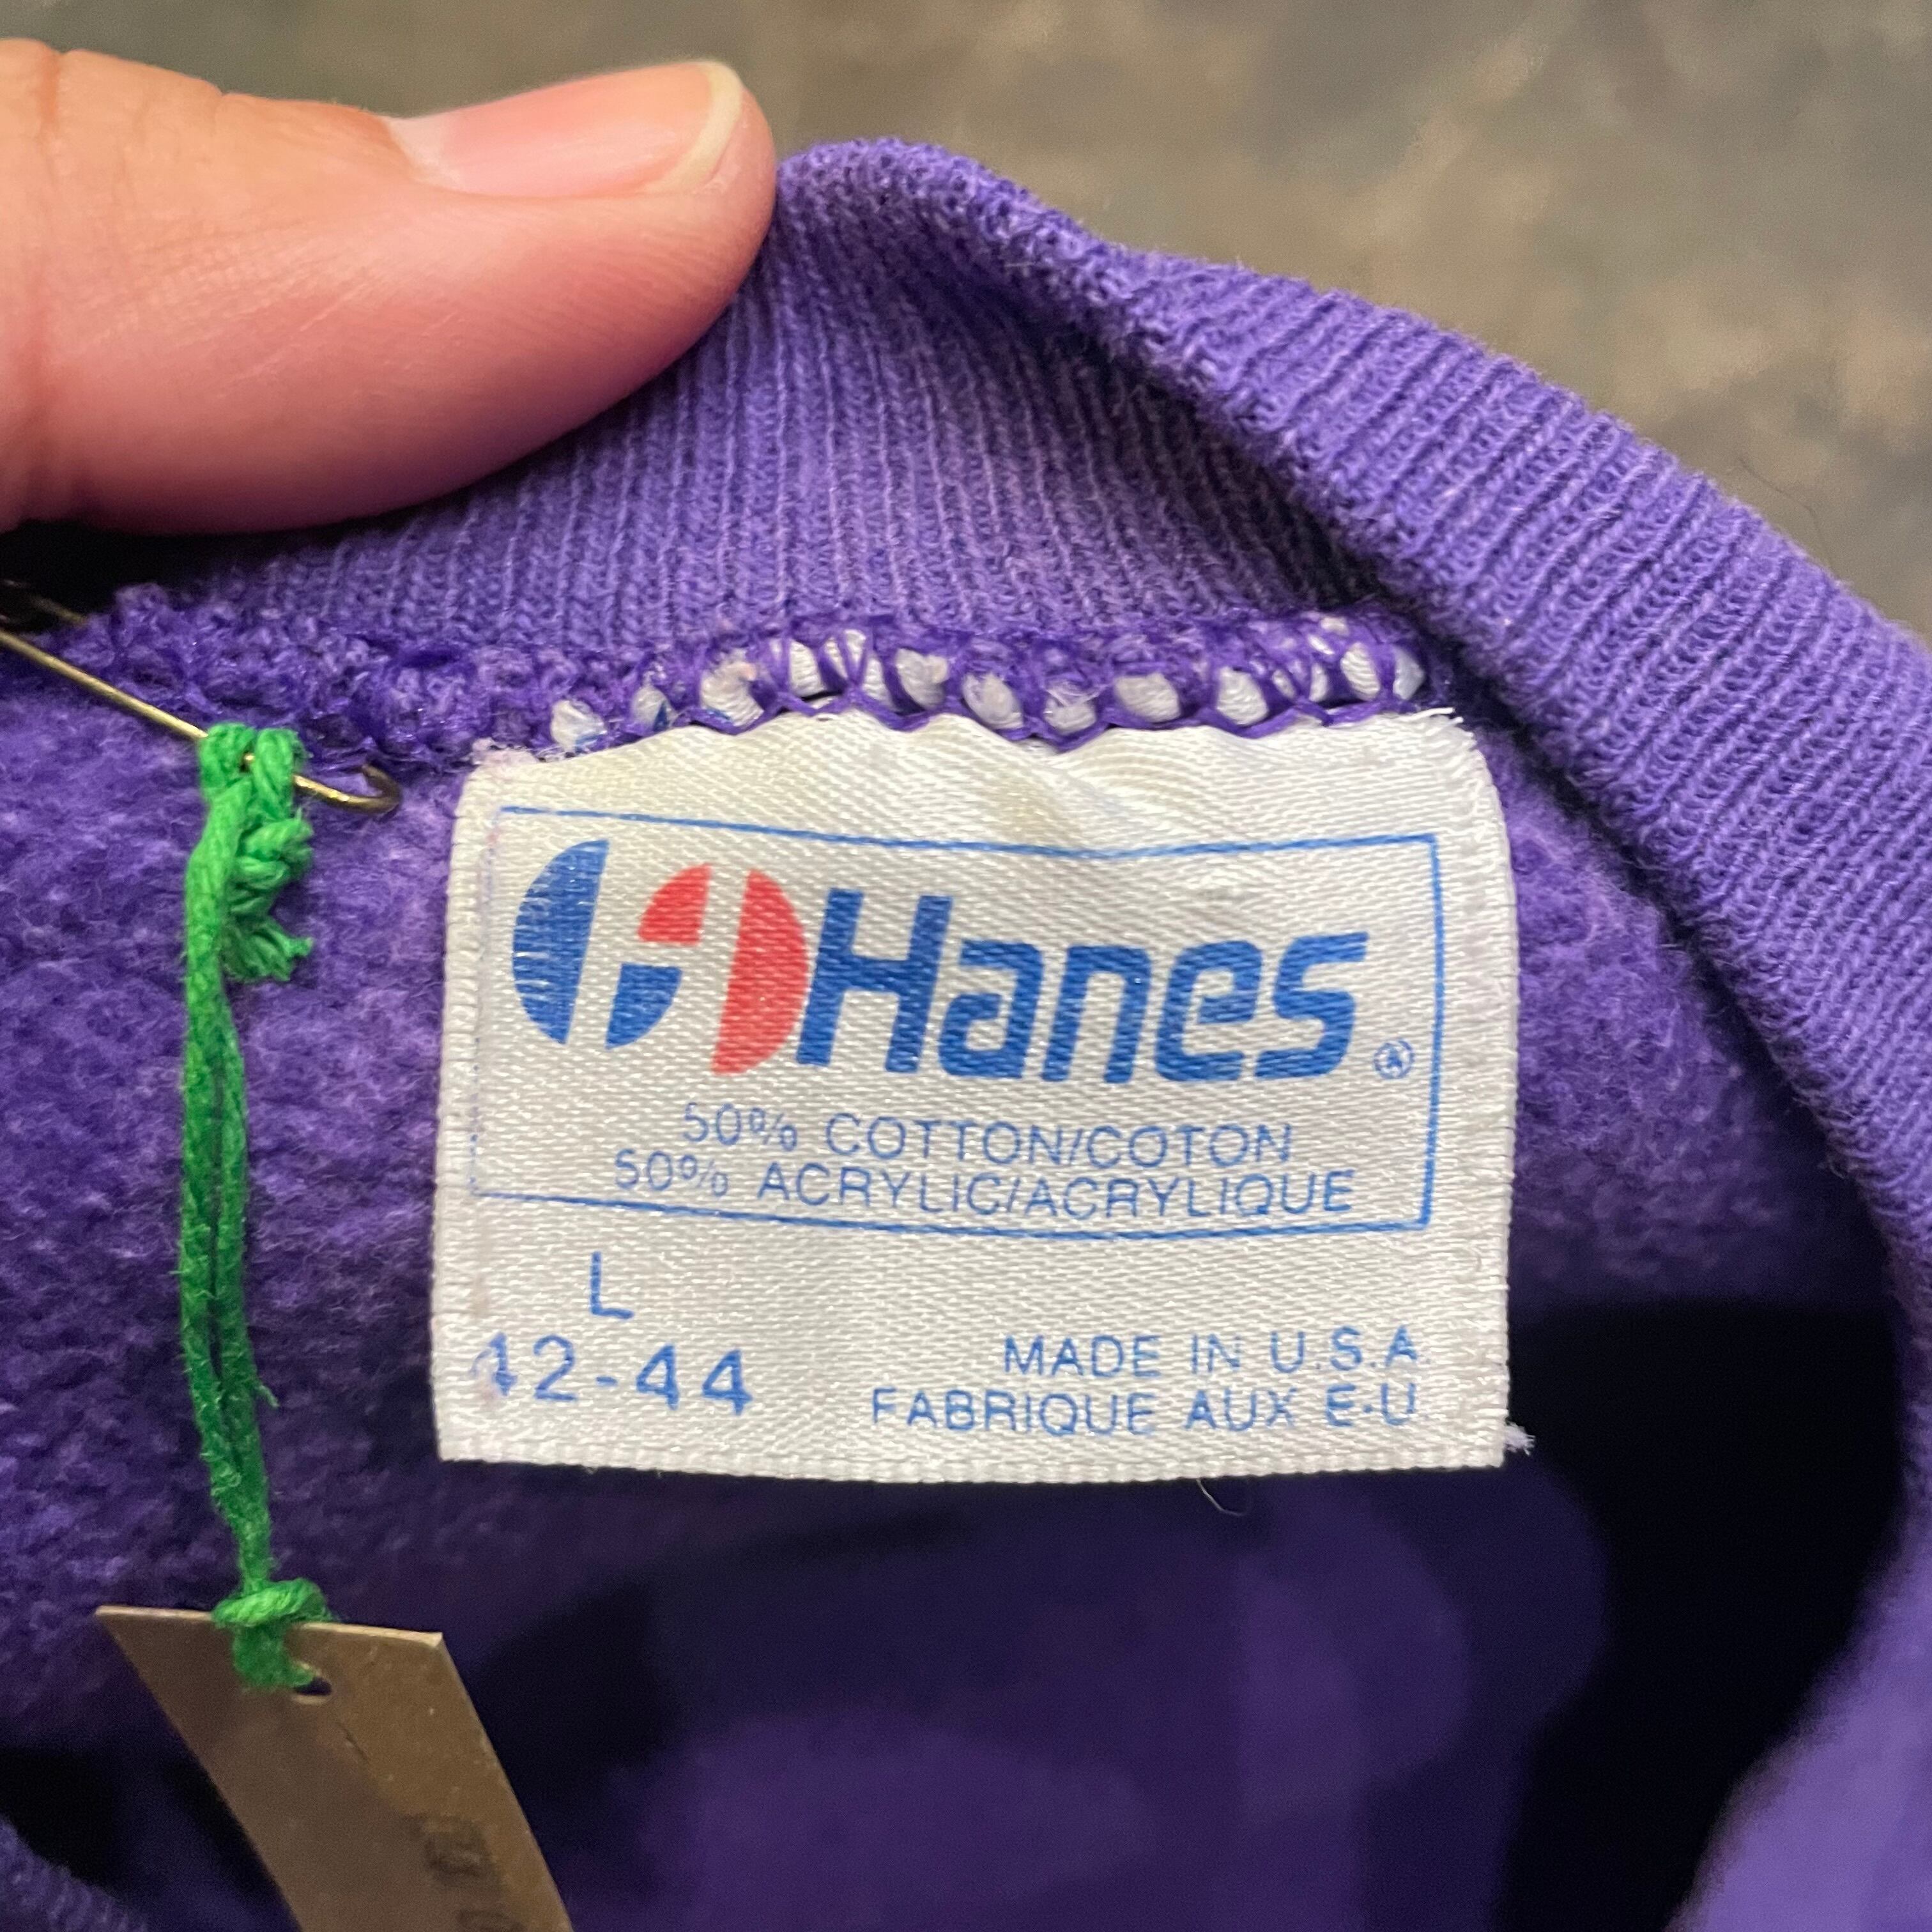 Hanes®
50% COTTON/COTON
50% ACRYLIC/ACRYLIQUE
L
42-44
MADE IN U.S.A.
FABRIQUE AUX E-U